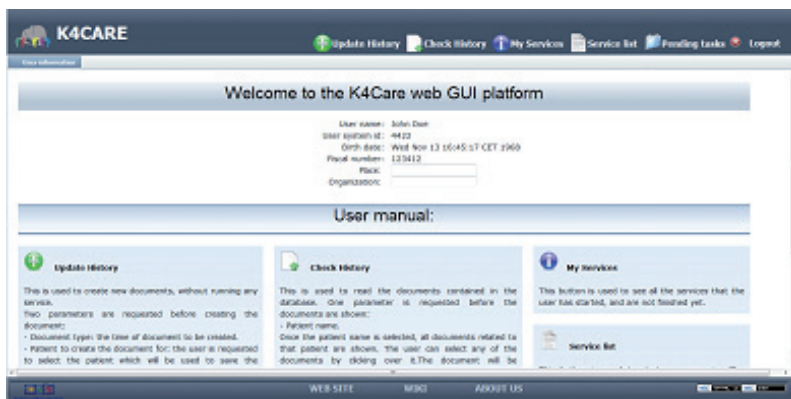 K4CARE
Update History Check History My Services Service list Pending tasks Logout
User information
Welcome to the K4Care web GUI platform
User name: John Doe
User system id: 4422
Birth date: Wed Nov 13 16:45:17 CET 1968
Fiscal number: 123412
Place:
Organization:
User manual:
Update History
This is used to create new documents, without running any
service.
Two parameters are requested before creating the
document:
- Document type: the time of document to be created.
- Patient to create the document for: the user is requested
to select the patient which will be used to save the
Check History
This is used to read the documents contained in the
database. One parameter is requested before the
documents are shown:
- Patient name.
Once the patient name is selected, all documents related to
that patient are shown. The user can select any of the
documents by clicking over it.The document will be
My Services
This button is used to see all the services that the
user has started, and are not finished yet.
Service list
WEB SITE WIKI ABOUT US